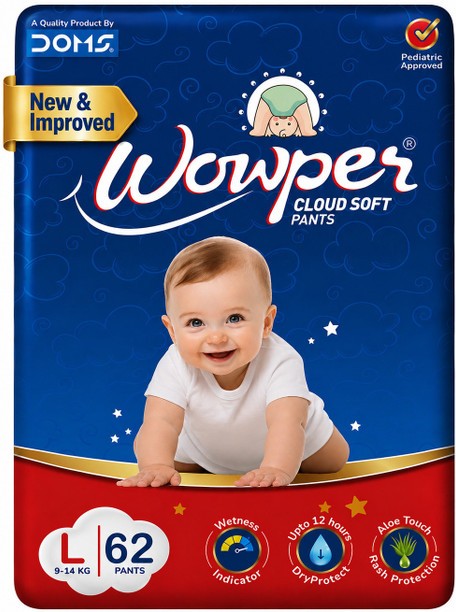 A Quality Product By
DOMS
Pediatric
Approved
New &
Improved
Wowper®
CLOUD SOFT
PANTS
L
9-14 KG
62
PANTS
Wetness
Indicator
Upto 12 hours
DryProtect
Aloe Touch
Rash Protection